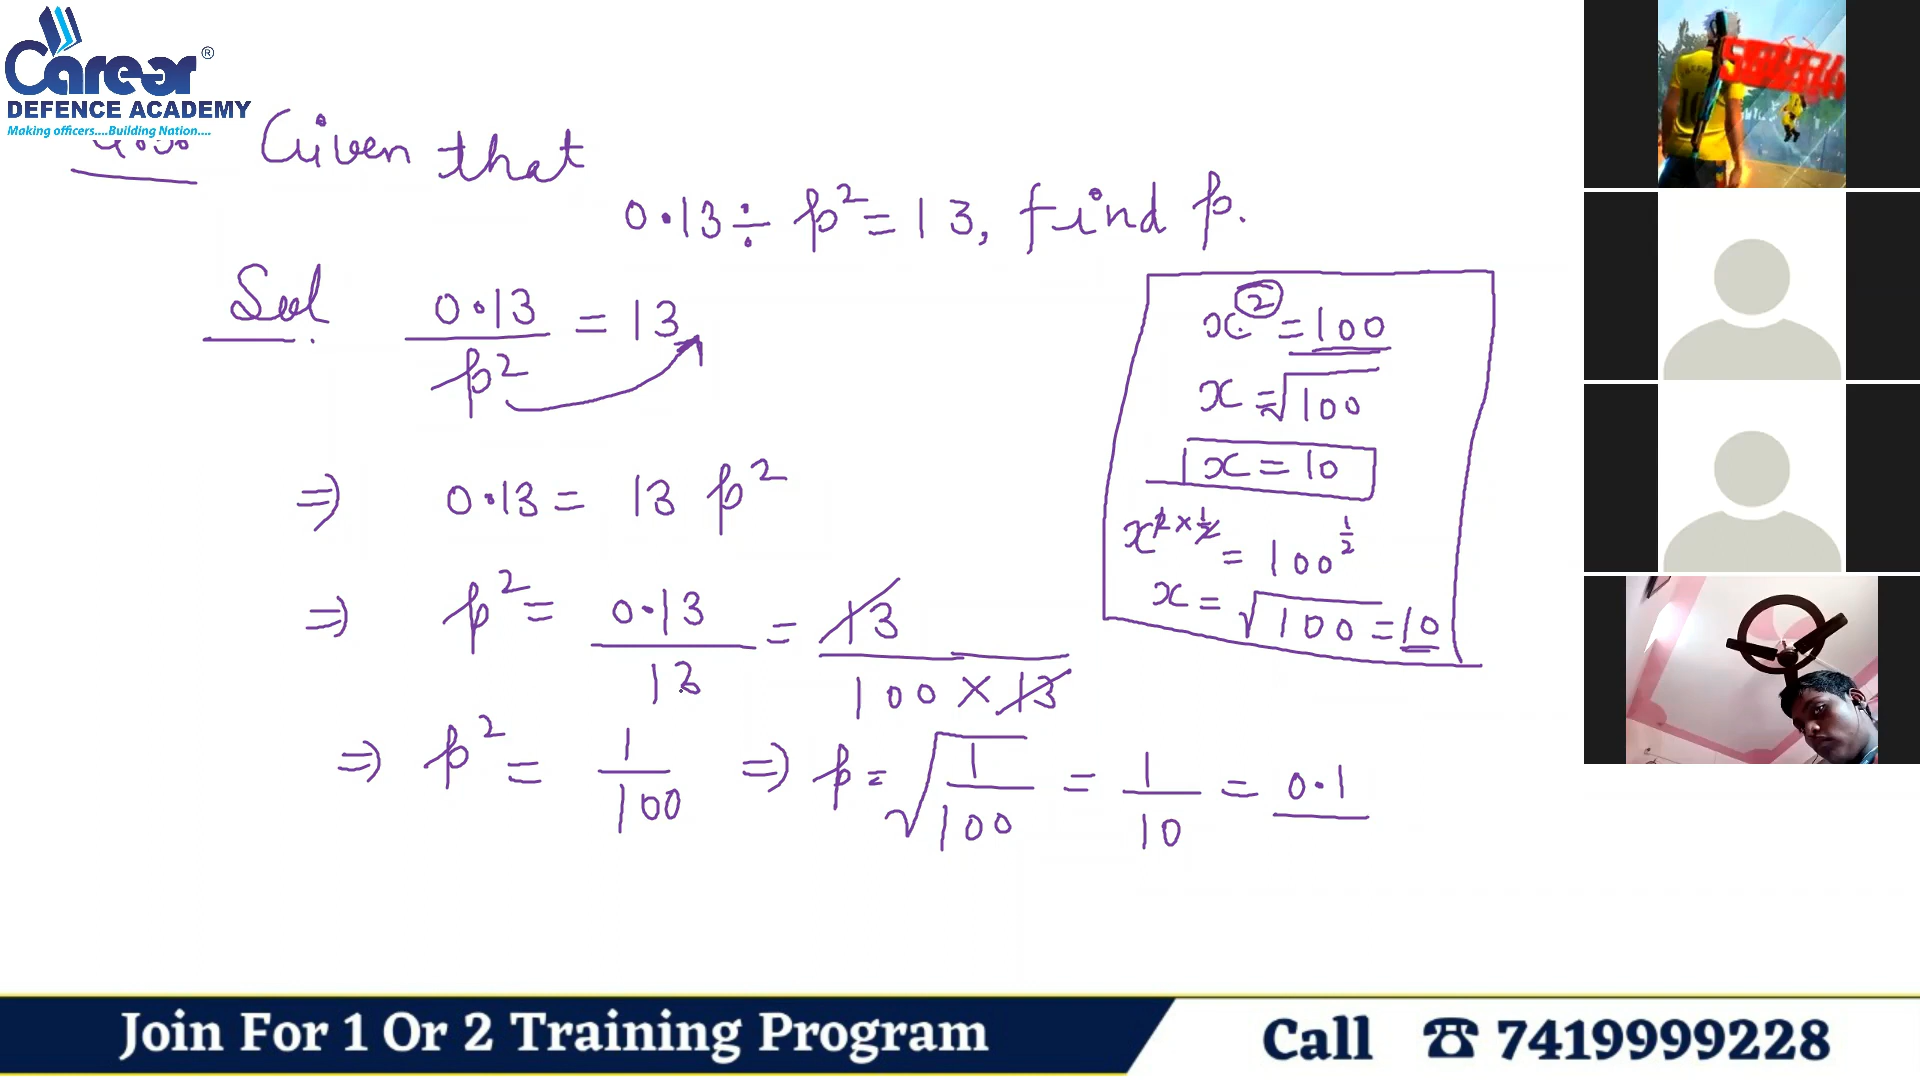 Carear®
DEFENCE ACADEMY
Making officers....Building Nation....
Given that
0.13 ÷ p² = 13, find p.
Sol 0.13/p² = 13
⇒ 0.13 = 13 p²
⇒ p² = 0.13/13 = 13/(100 × 13)
⇒ p² = 1/100 ⇒ p = √(1/100) = 1/10 = 0.1
x² = 100
x = √100
x = 10
x^(2 × 1/2) = 100^(1/2)
x = √100 = 10
Join For 1 Or 2 Training Program
Call ☎ 7419999228